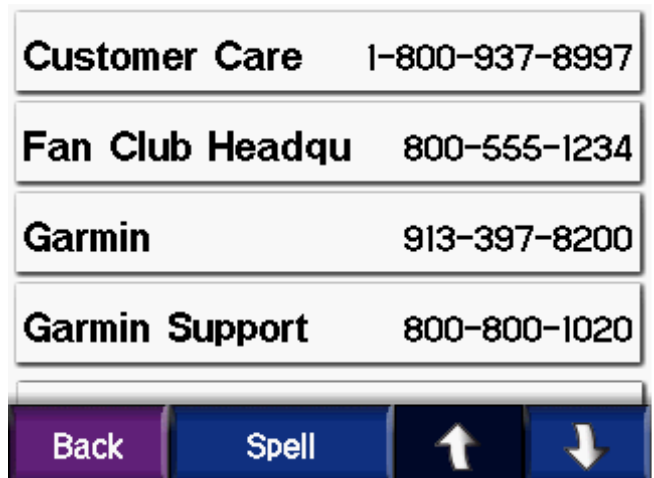 Customer Care 1-800-937-8997
Fan Club Headqu 800-555-1234
Garmin 913-397-8200
Garmin Support 800-800-1020
Back Spell